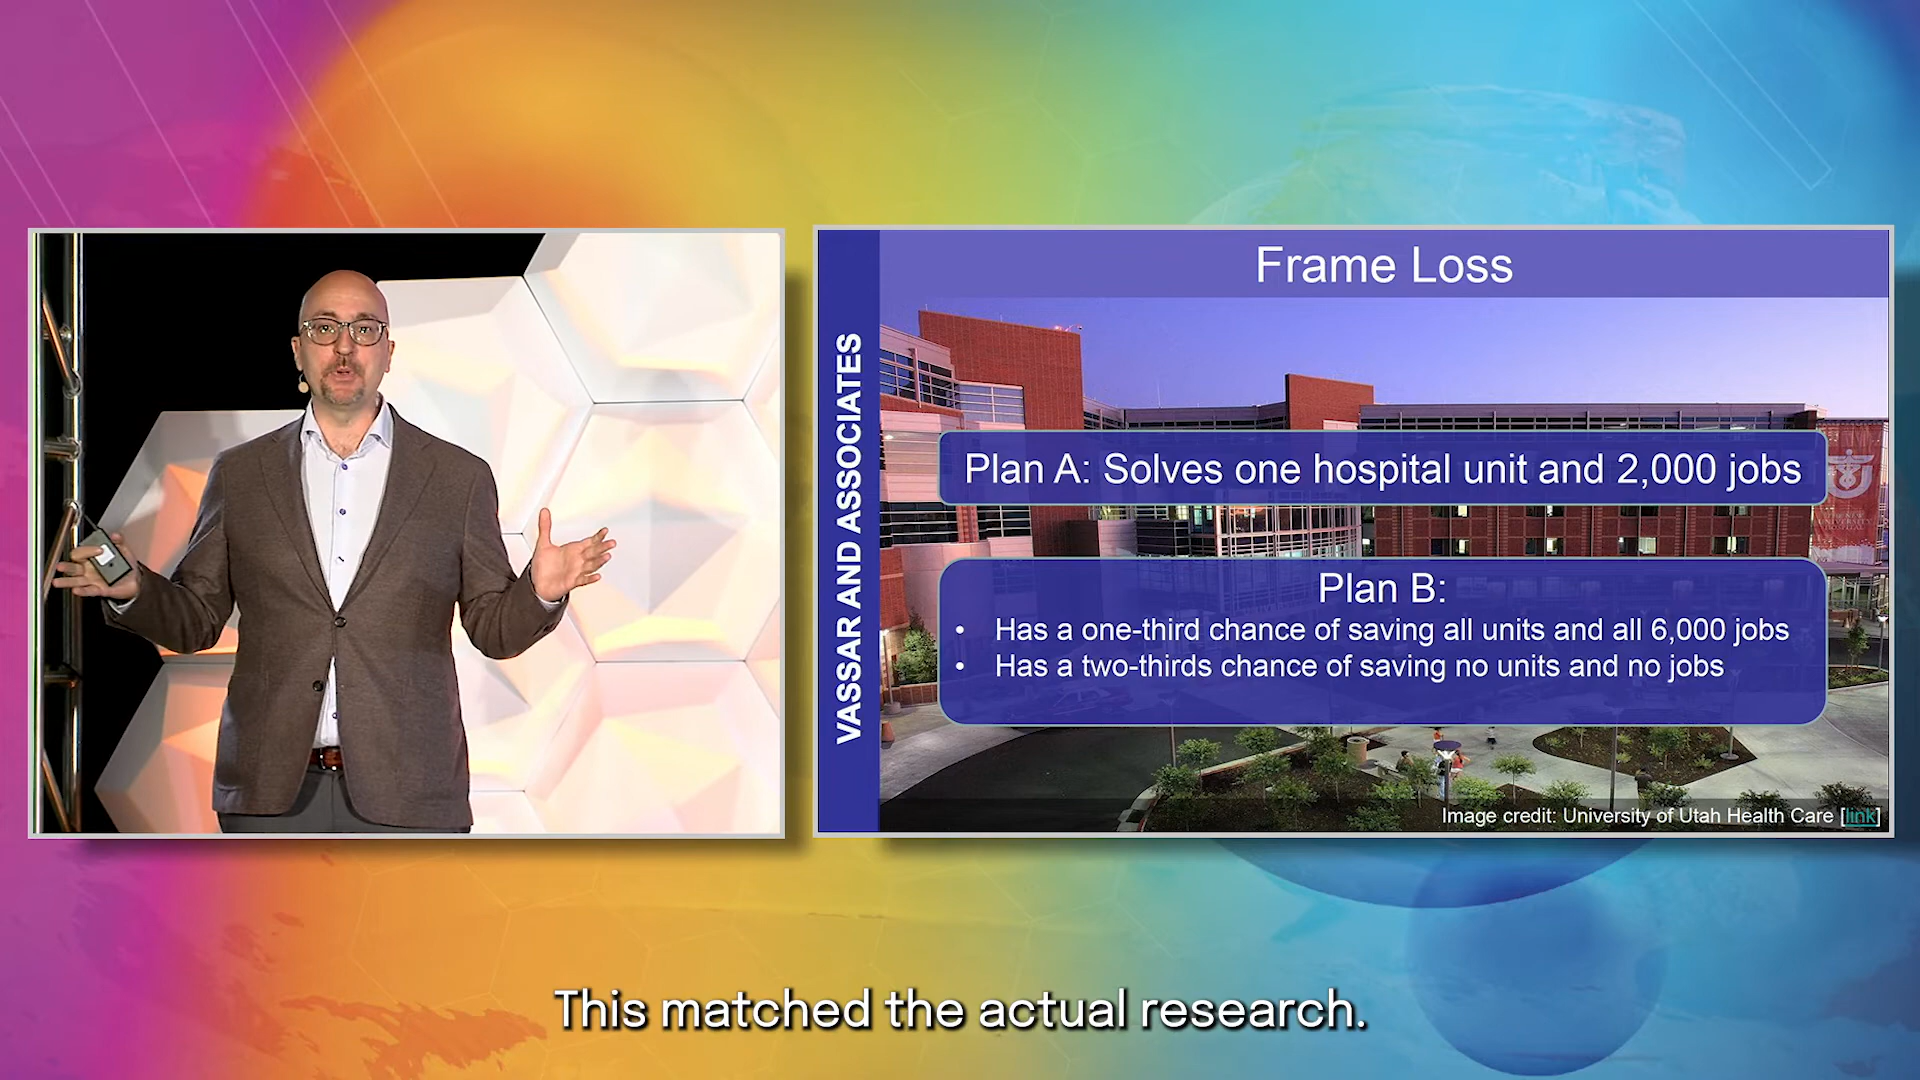 Frame Loss
VASSAR AND ASSOCIATES
Plan A: Solves one hospital unit and 2,000 jobs
Plan B:
• Has a one-third chance of saving all units and all 6,000 jobs
• Has a two-thirds chance of saving no units and no jobs
Image credit: University of Utah Health Care [link]
This matched the actual research.